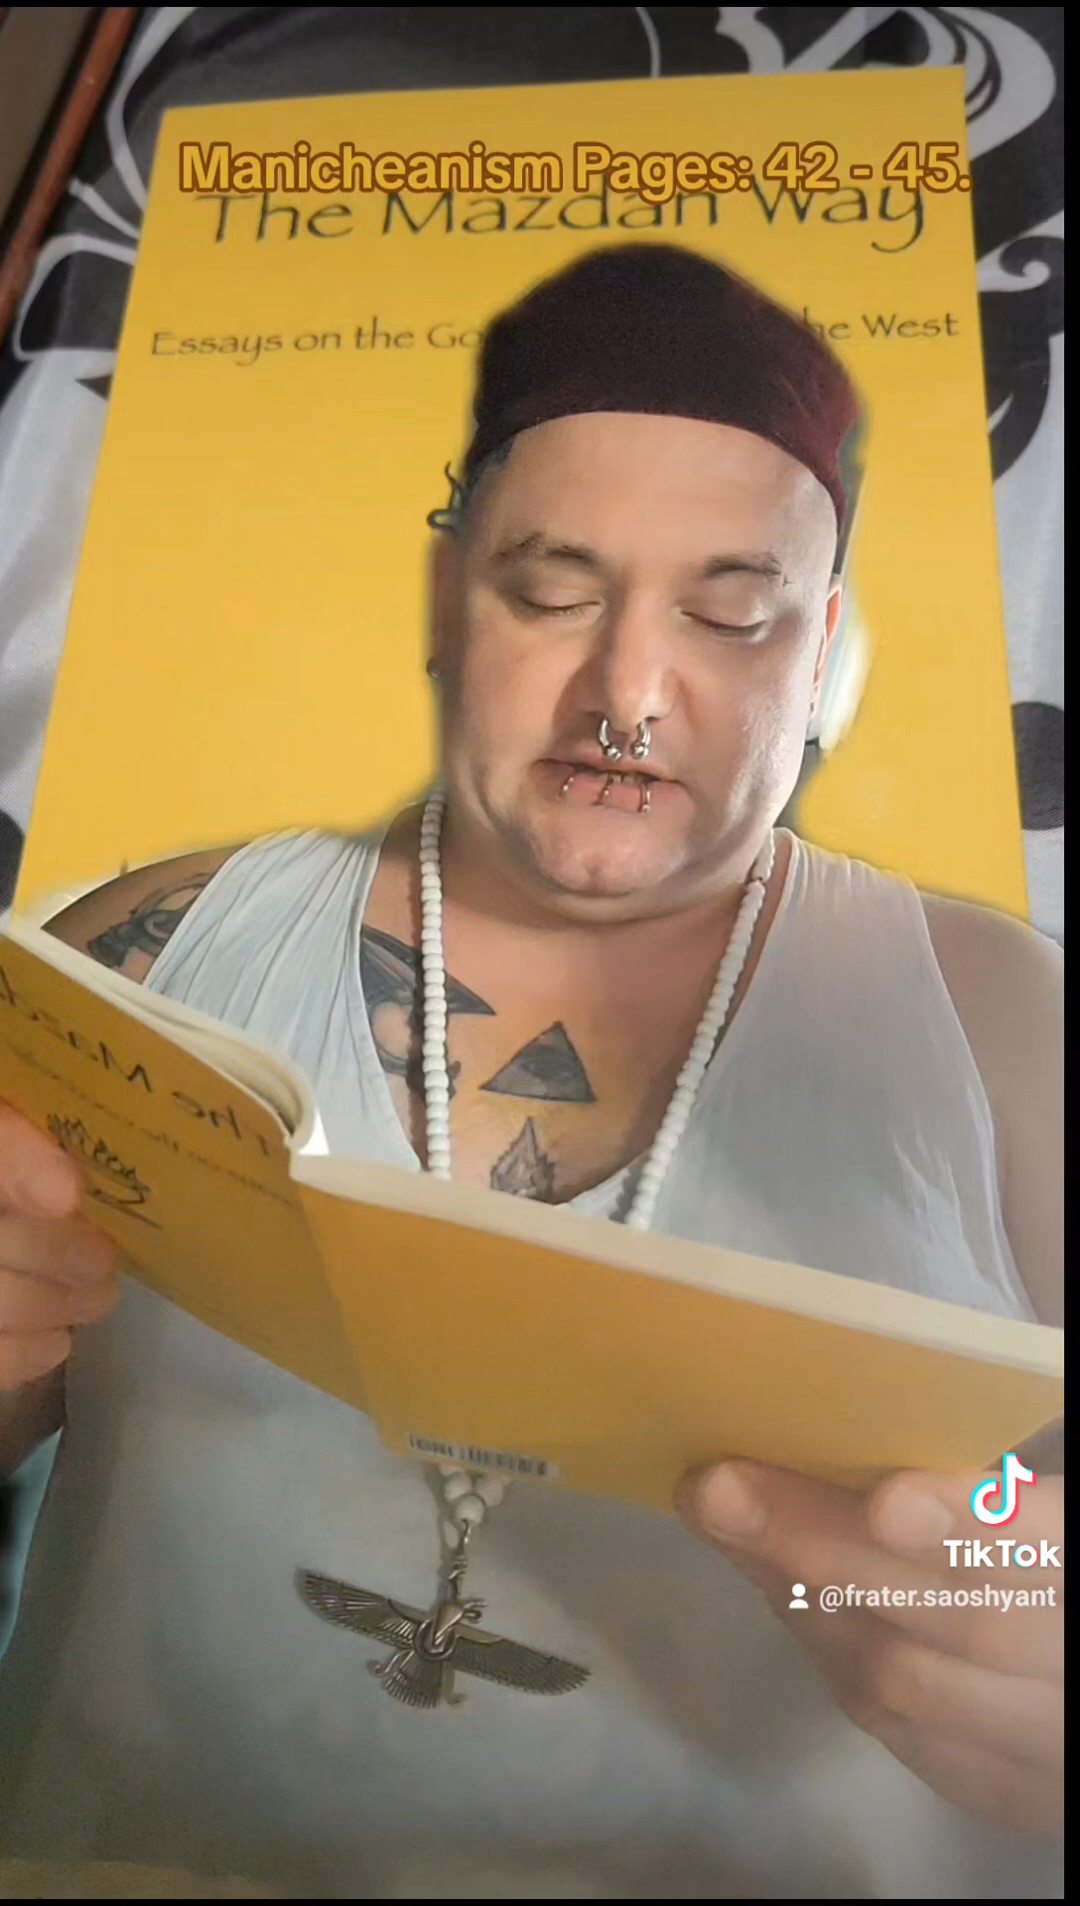 Manicheanism Pages: 42 - 45.
The Mazdan Way
Essays on the he West
TikTok
@frater.saoshyant